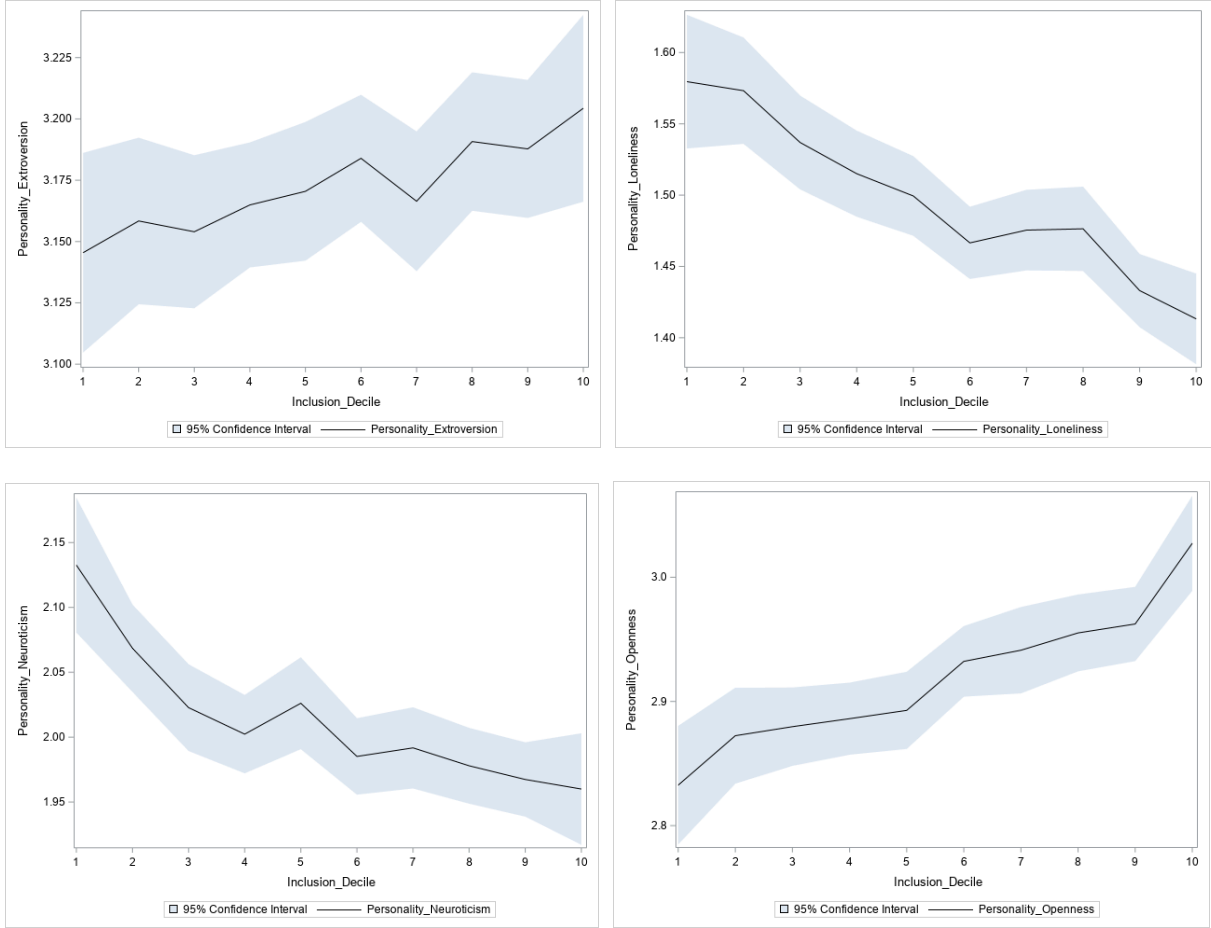 Personality_Extroversion
3.225
3.200
3.175
3.150
3.125
3.100
1 2 3 4 5 6 7 8 9 10
Inclusion_Decile
95% Confidence Interval Personality_Extroversion
Personality_Loneliness
1.60
1.55
1.50
1.45
1.40
1 2 3 4 5 6 7 8 9 10
Inclusion_Decile
95% Confidence Interval Personality_Loneliness
Personality_Neuroticism
2.15
2.10
2.05
2.00
1.95
1 2 3 4 5 6 7 8 9 10
Inclusion_Decile
95% Confidence Interval Personality_Neuroticism
Personality_Openness
3.0
2.9
2.8
1 2 3 4 5 6 7 8 9 10
Inclusion_Decile
95% Confidence Interval Personality_Openness